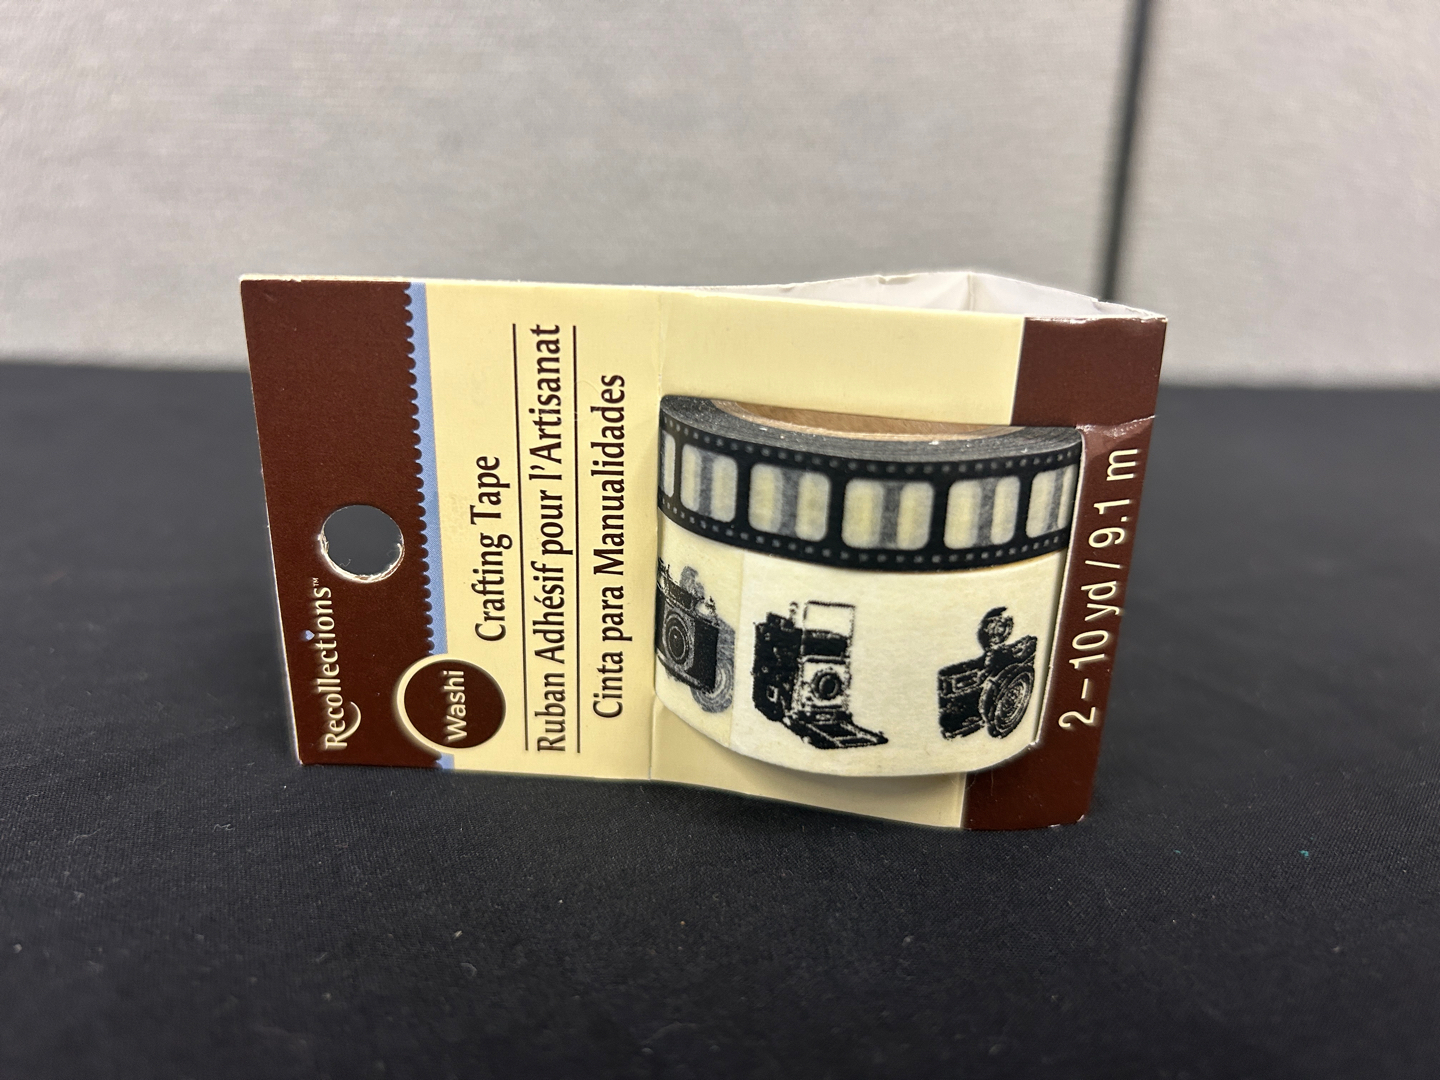 Recollections™
Washi
Crafting Tape
Ruban Adhésif pour l'Artisanat
Cinta para Manualidades
2 – 10 yd / 9.1 m